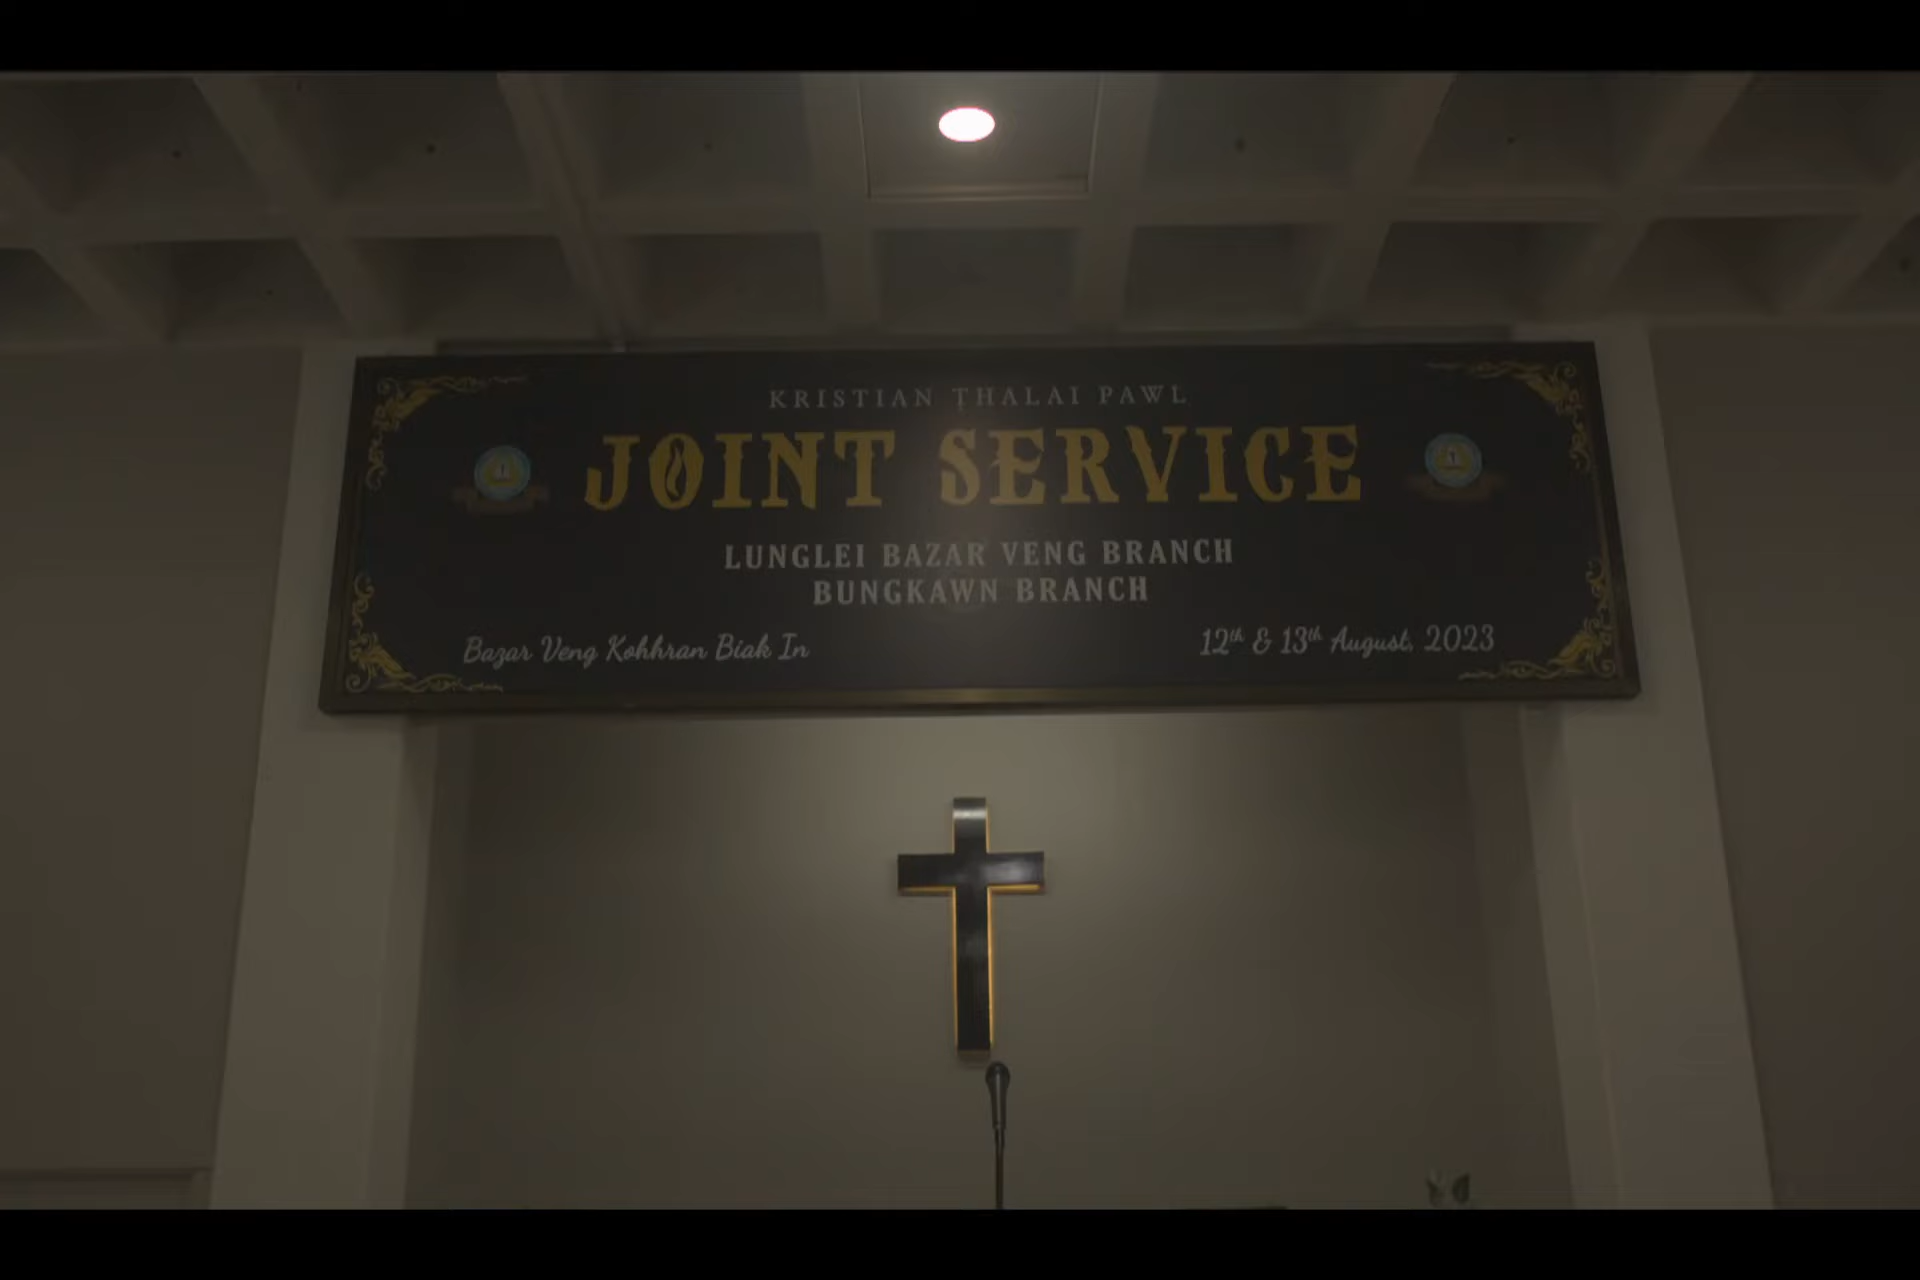 KRISTIAN ṬHALAI PAWL
JOINT SERVICE
LUNGLEI BAZAR VENG BRANCH
BUNGKAWN BRANCH
Bazar Veng Kohhran Biak In
12th & 13th August, 2023